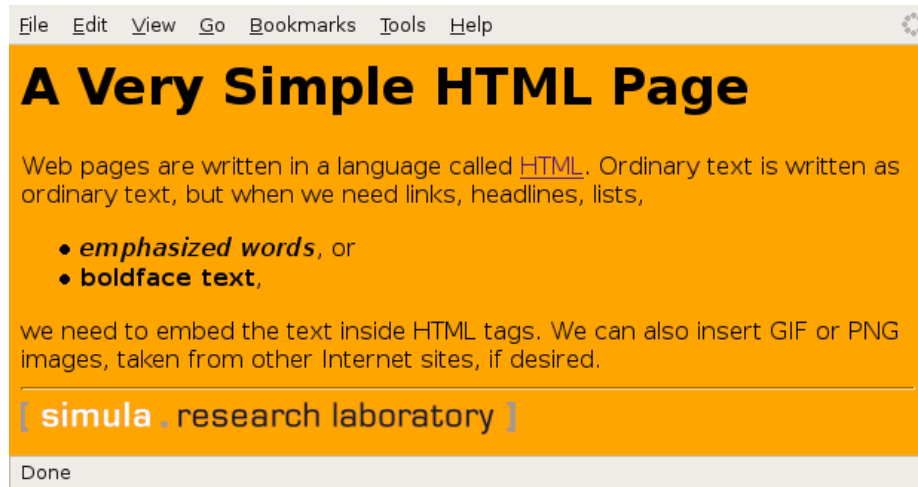 File Edit View Go Bookmarks Tools Help
A Very Simple HTML Page
Web pages are written in a language called HTML. Ordinary text is written as
ordinary text, but when we need links, headlines, lists,
• emphasized words, or
• boldface text,
we need to embed the text inside HTML tags. We can also insert GIF or PNG
images, taken from other Internet sites, if desired.
[ simula . research laboratory ]
Done